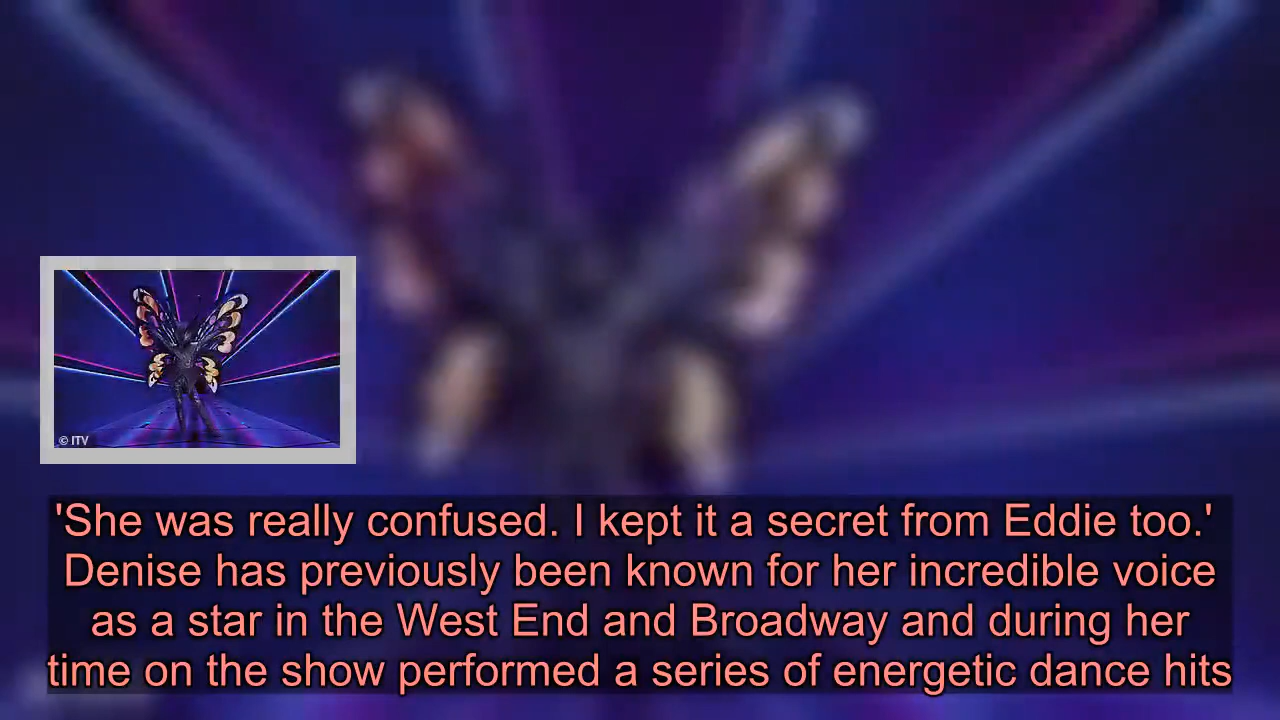 © ITV
'She was really confused. I kept it a secret from Eddie too.'
Denise has previously been known for her incredible voice
as a star in the West End and Broadway and during her
time on the show performed a series of energetic dance hits